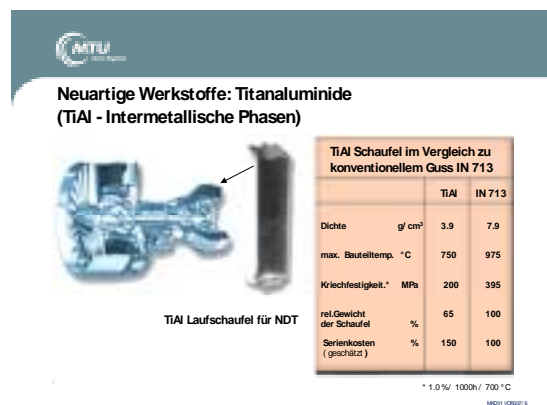 MTU
Neuartige Werkstoffe: Titanaluminide
(TiAl - Intermetallische Phasen)
TiAl Schaufel im Vergleich zu
konventionellem Guss IN 713
TiAl IN 713
Dichte g/cm³ 3.9 7.9
max. Bauteiltemp. °C 750 975
Kriechfestigkeit.* MPa 200 395
rel.Gewicht
der Schaufel % 65 100
Serienkosten % 150 100
(geschätzt)
TiAl Laufschaufel für NDT
* 1.0%/ 1000h/ 700°C